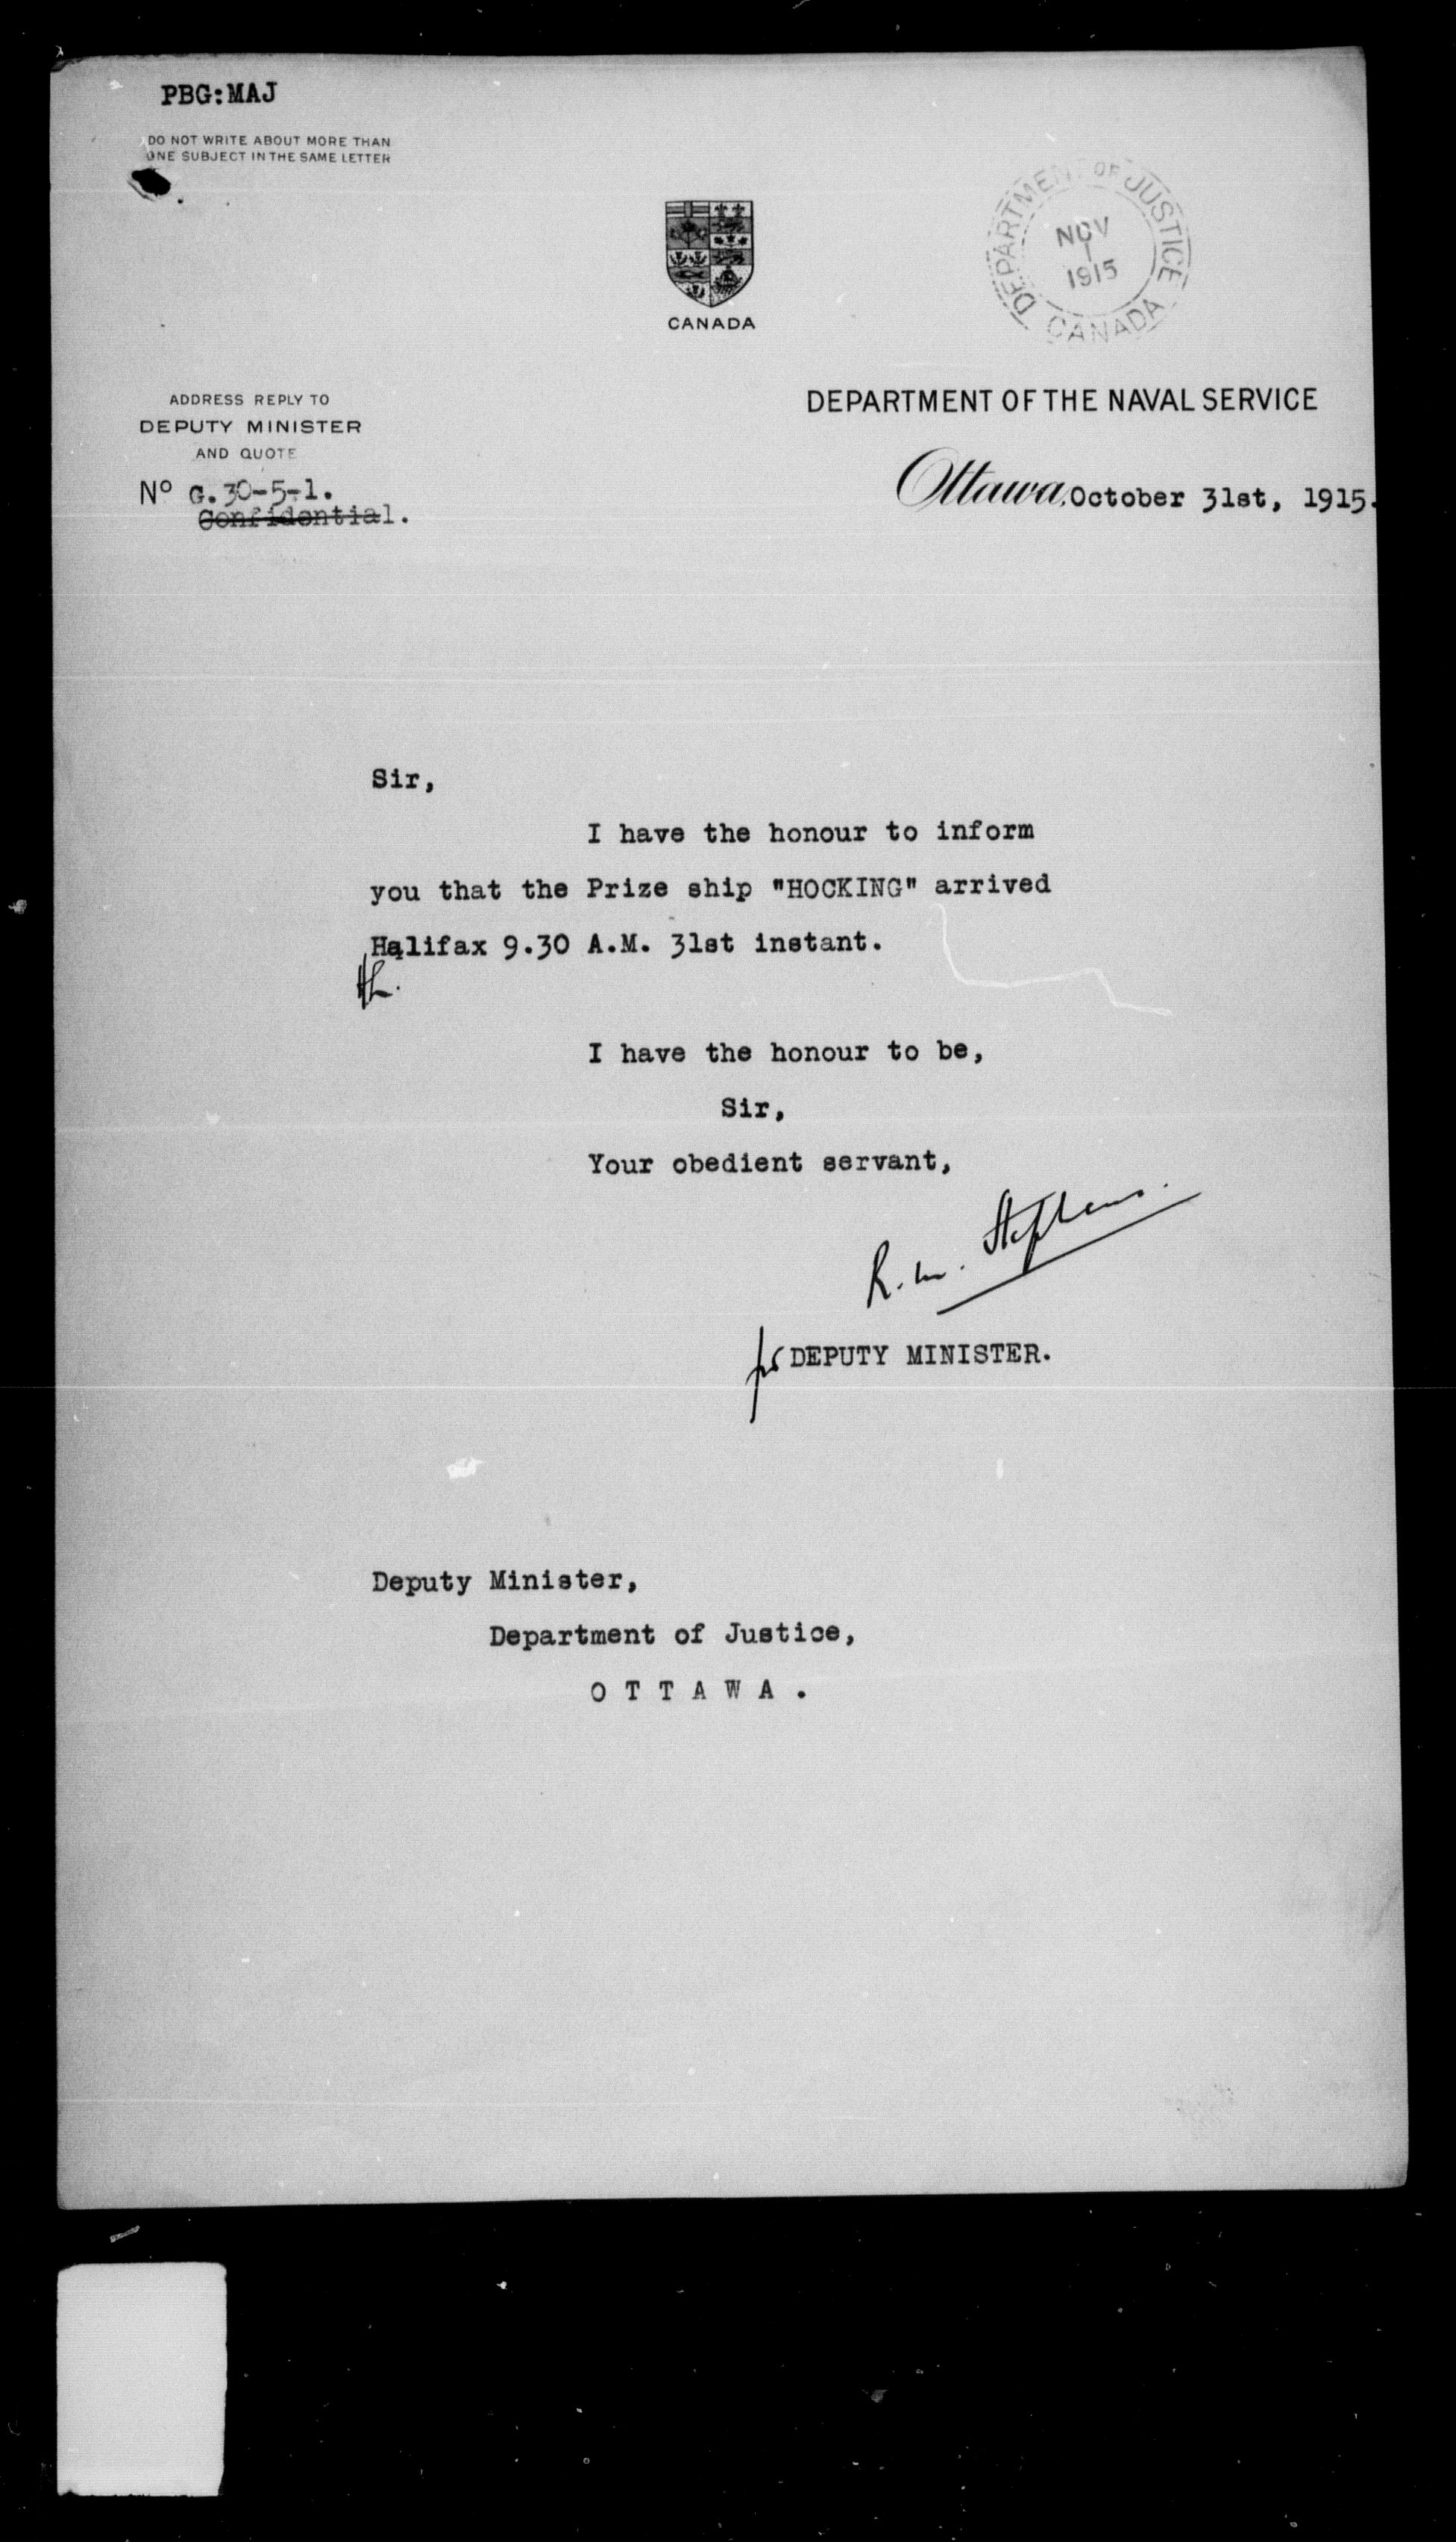 PBG:MAJ
DO NOT WRITE ABOUT MORE THAN
ONE SUBJECT IN THE SAME LETTER
CANADA
DEPARTMENT OF JUSTICE
NOV
1
1915
CANADA
ADDRESS REPLY TO
DEPUTY MINISTER
AND QUOTE
No G.30-5-1.
Confidential.
DEPARTMENT OF THE NAVAL SERVICE
Ottawa, October 31st, 1915.
Sir,
I have the honour to inform
you that the Prize ship "HOCKING" arrived
Halifax 9.30 A.M. 31st instant.
I have the honour to be,
Sir,
Your obedient servant,
R. M. Stephens.
for DEPUTY MINISTER.
Deputy Minister,
Department of Justice,
O T T A W A .